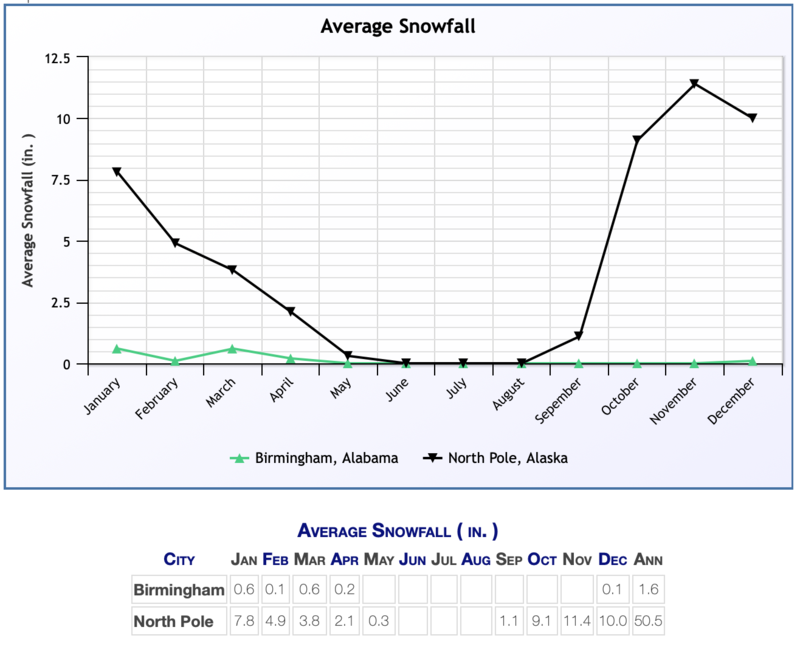 Average Snowfall
12.5
10
7.5
5
2.5
0
Average Snowfall (in. )
January February March April May June July August Sepember October November December
Birmingham, Alabama North Pole, Alaska
AVERAGE SNOWFALL ( IN. )
CITY JAN FEB MAR APR MAY JUN JUL AUG SEP OCT NOV DEC ANN
Birmingham 0.6 0.1 0.6 0.2 0.1 1.6
North Pole 7.8 4.9 3.8 2.1 0.3 1.1 9.1 11.4 10.0 50.5